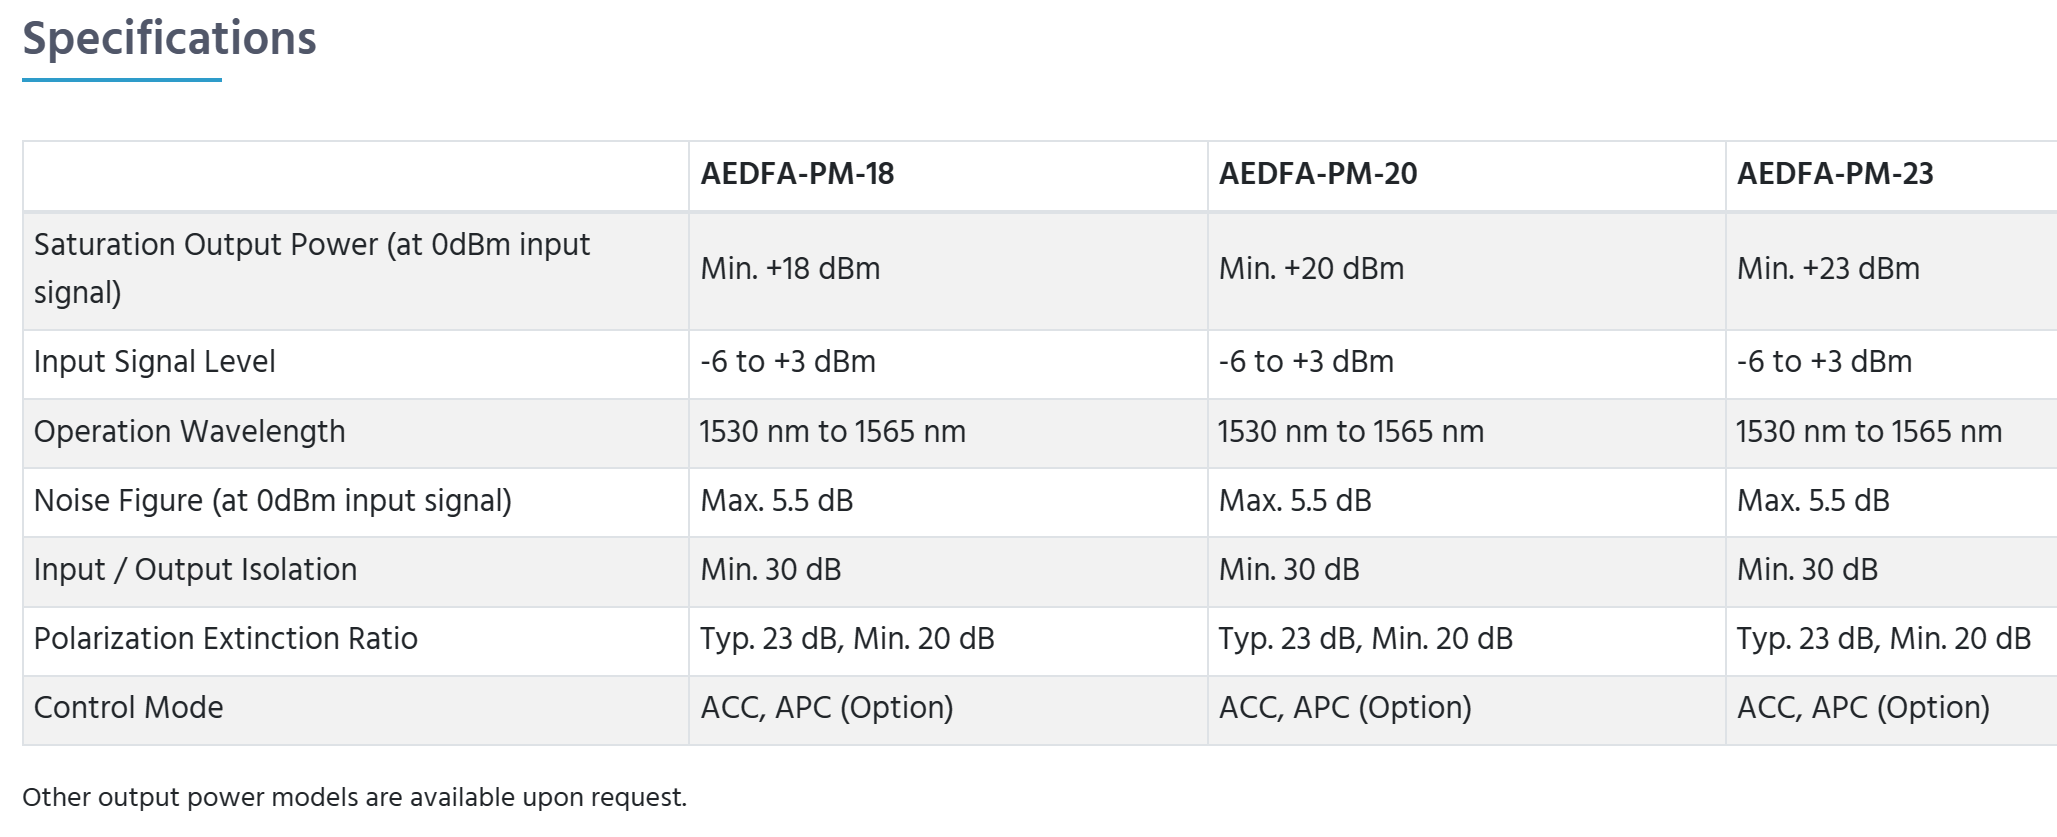 Specifications
AEDFA-PM-18 AEDFA-PM-20 AEDFA-PM-23
Saturation Output Power (at 0dBm input
signal) Min. +18 dBm Min. +20 dBm Min. +23 dBm
Input Signal Level -6 to +3 dBm -6 to +3 dBm -6 to +3 dBm
Operation Wavelength 1530 nm to 1565 nm 1530 nm to 1565 nm 1530 nm to 1565 nm
Noise Figure (at 0dBm input signal) Max. 5.5 dB Max. 5.5 dB Max. 5.5 dB
Input / Output Isolation Min. 30 dB Min. 30 dB Min. 30 dB
Polarization Extinction Ratio Typ. 23 dB, Min. 20 dB Typ. 23 dB, Min. 20 dB Typ. 23 dB, Min. 20 dB
Control Mode ACC, APC (Option) ACC, APC (Option) ACC, APC (Option)
Other output power models are available upon request.